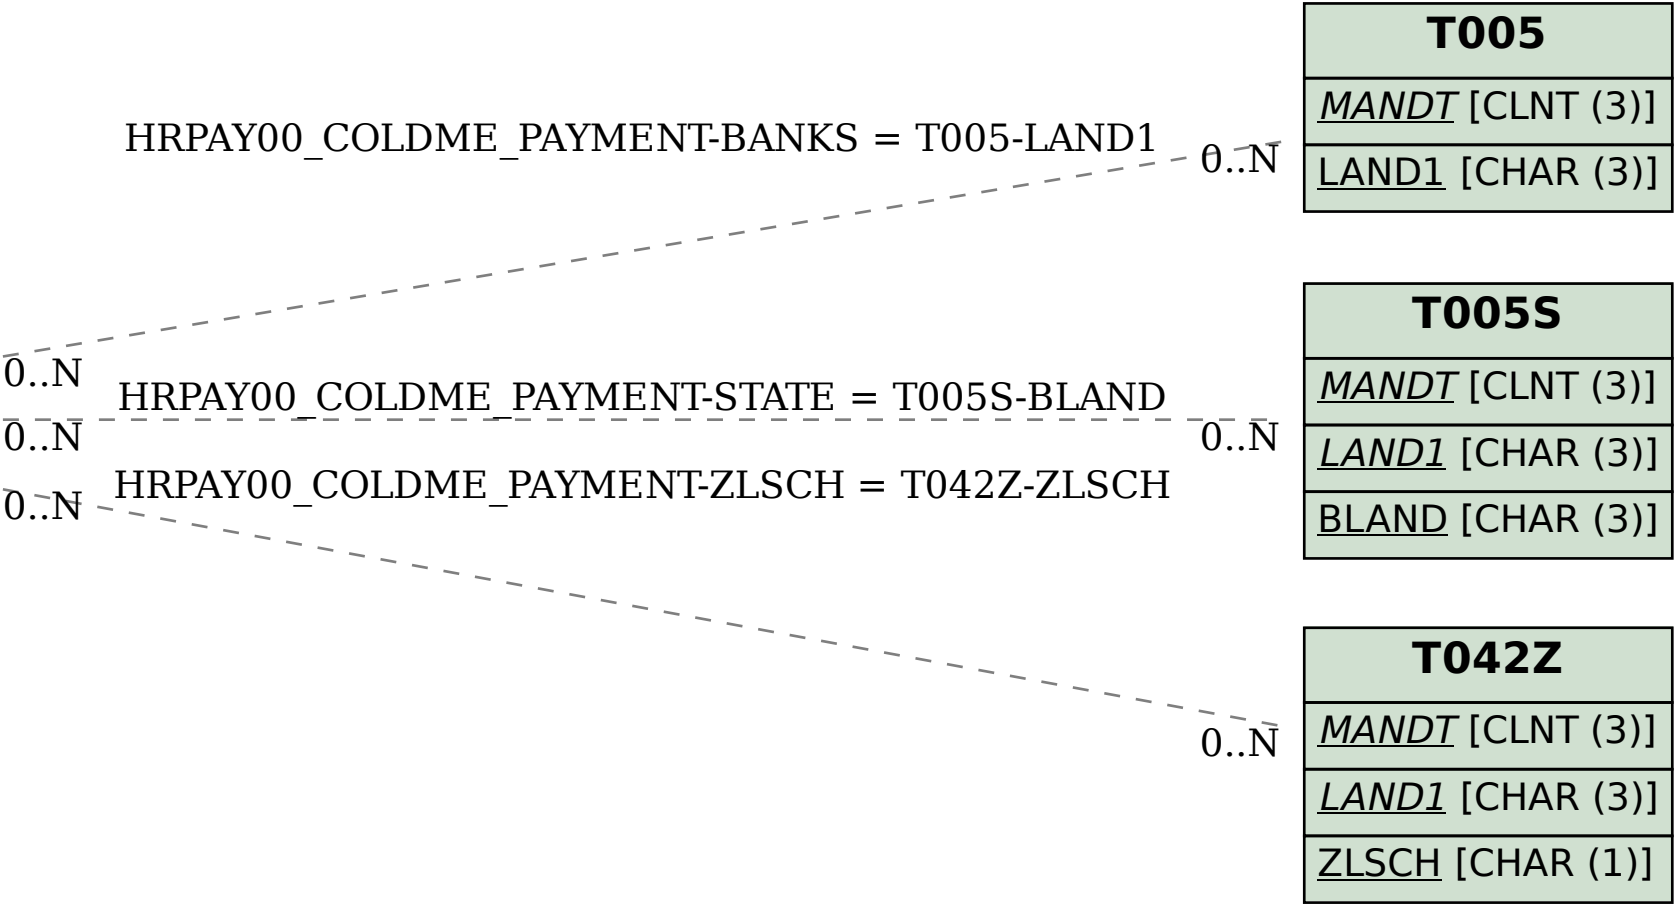 T005
MANDT [CLNT (3)]
HRPAY00_COLDME_PAYMENT-BANKS = T005-LAND1
0..N
LAND1 [CHAR (3)]
T005S
0..N
MANDT [CLNT (3)]
HRPAY00_COLDME_PAYMENT-STATE = T005S-BLAND
0..N
0..N
LAND1 [CHAR (3)]
HRPAY00_COLDME_PAYMENT-ZLSCH = T042Z-ZLSCH
0..N
BLAND [CHAR (3)]
T042Z
MANDT [CLNT (3)]
0..N
LAND1 [CHAR (3)]
ZLSCH [CHAR (1)]